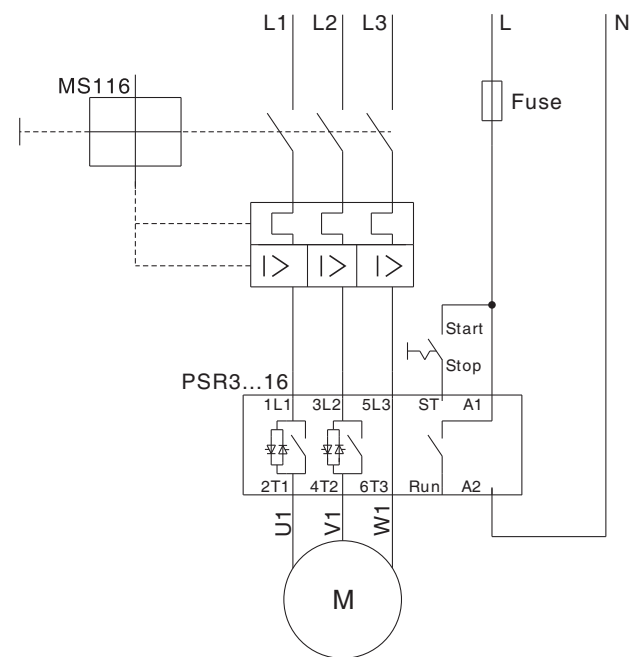 L1 L2 L3 L N
MS116
Fuse
I> I> I>
Start
Stop
PSR3...16
1L1 3L2 5L3 ST A1
2T1 4T2 6T3 Run A2
U1 V1 W1
M